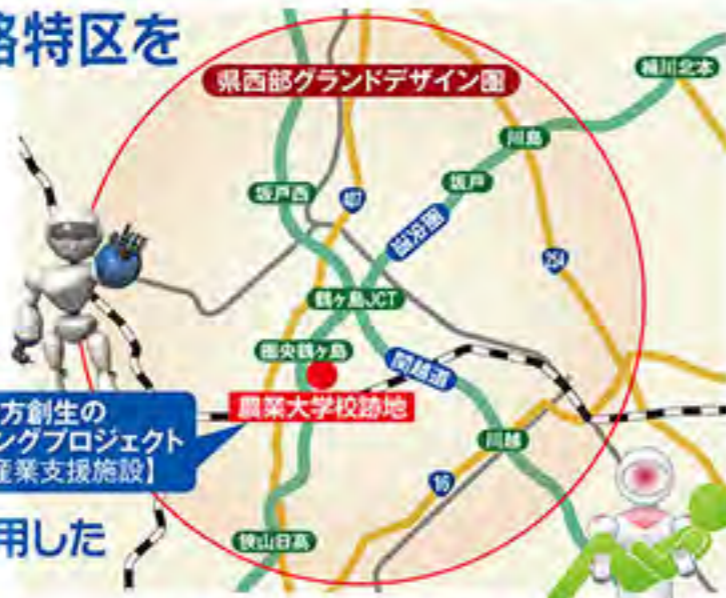 略特区を
県西部グランドデザイン圏
桶川北本
川島
坂戸
坂戸西
407
圏央道
254
鶴ヶ島JCT
圏央鶴ヶ島
関越道
農業大学校跡地
方創生の
ングプロジェクト
産業支援施設】
川越
16
狭山日高
用した